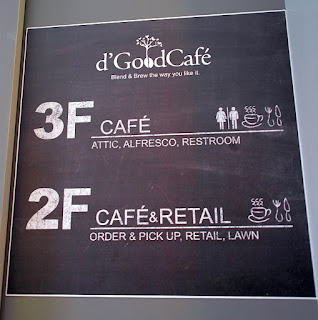 d'GoodCafé
Blend & Brew the way you like it.
3F CAFÉ
ATTIC, ALFRESCO, RESTROOM
2F CAFÉ&RETAIL
ORDER & PICK UP, RETAIL, LAWN